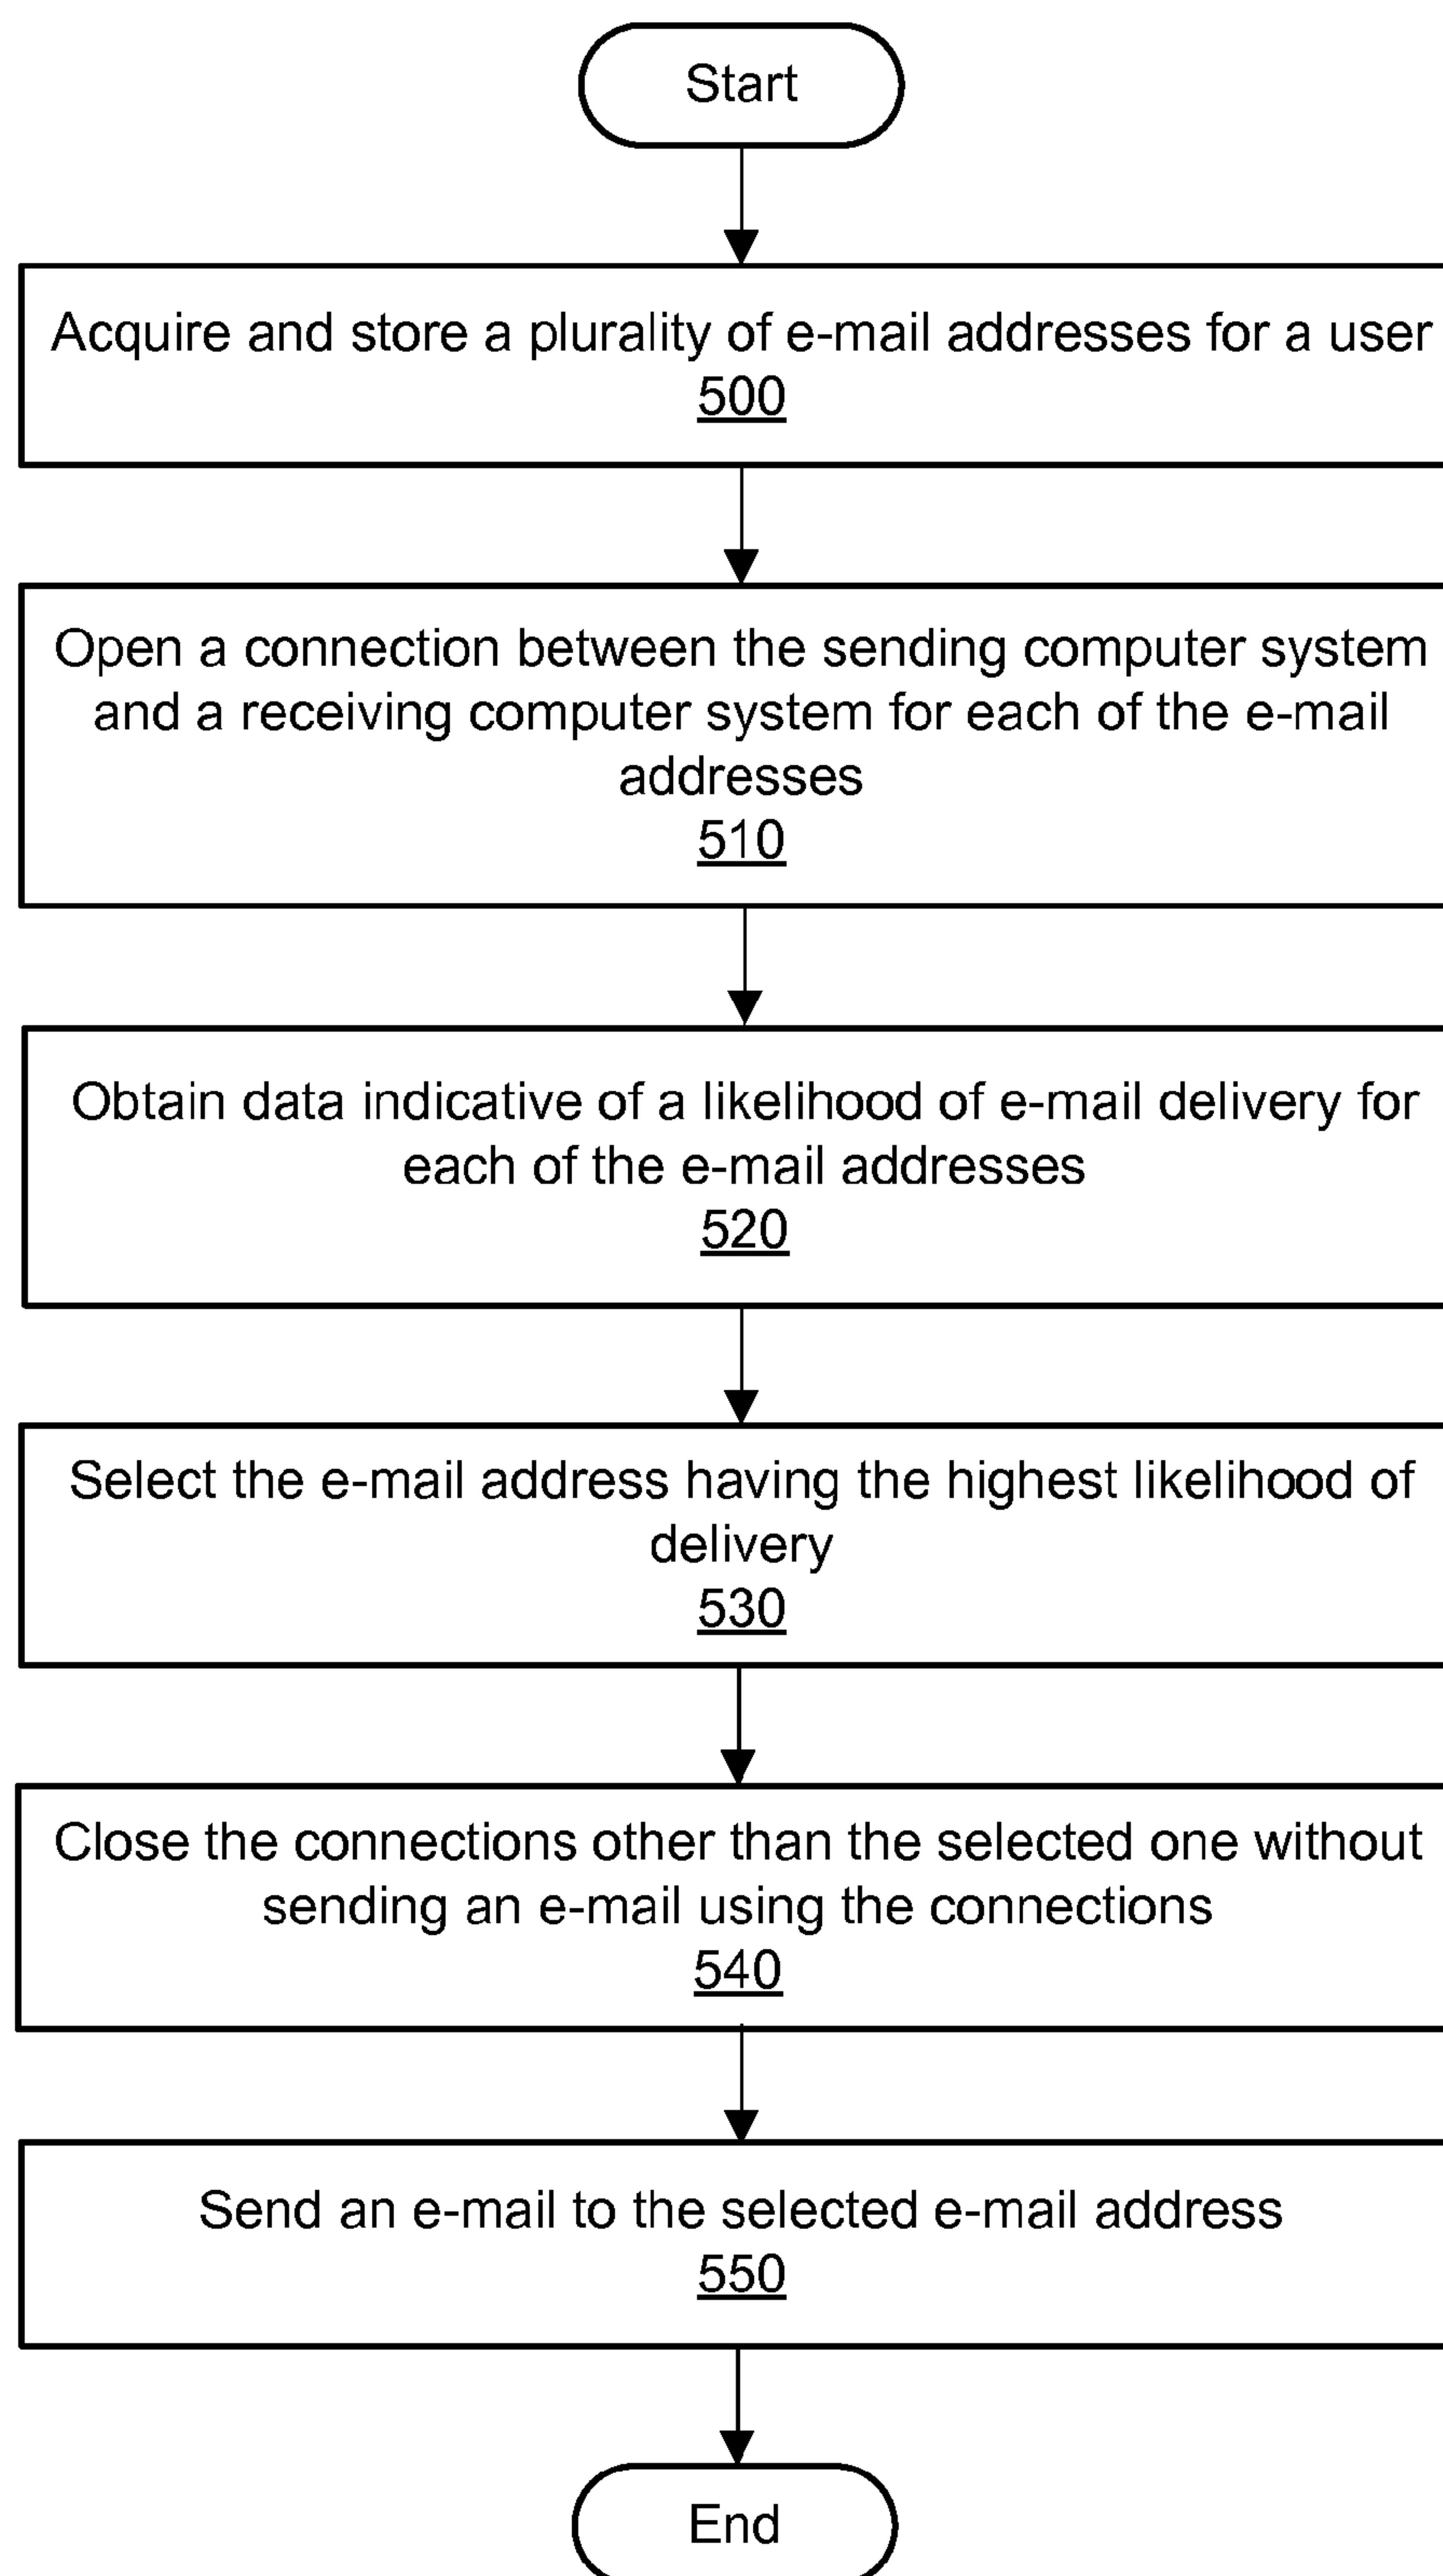 Start
Acquire and store a plurality of e-mail addresses for a user
500
Open a connection between the sending computer system
and a receiving computer system for each of the e-mail
addresses
510
Obtain data indicative of a likelihood of e-mail delivery for
each of the e-mail addresses
520
Select the e-mail address having the highest likelihood of
delivery
530
Close the connections other than the selected one without
sending an e-mail using the connections
540
Send an e-mail to the selected e-mail address
550
End